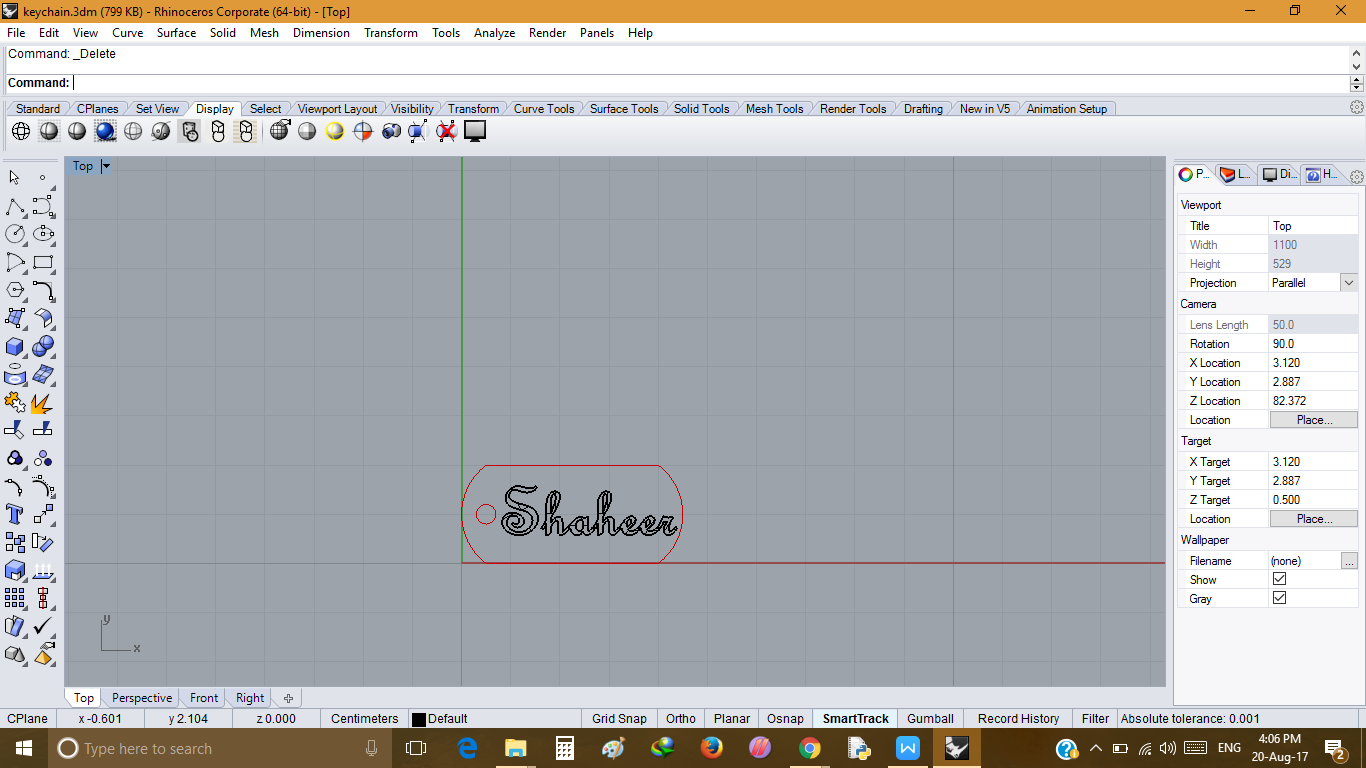 keychain.3dm (799 KB) - Rhinoceros Corporate (64-bit) - [Top]
File Edit View Curve Surface Solid Mesh Dimension Transform Tools Analyze Render Panels Help
Command: _Delete
Command:
Standard CPlanes Set View Display Select Viewport Layout Visibility Transform Curve Tools Surface Tools Solid Tools Mesh Tools Render Tools Drafting New in V5 Animation Setup
Top
P... L... Di... H...
Viewport
Title Top
Width 1100
Height 529
Projection Parallel
Camera
Lens Length 50.0
Rotation 90.0
X Location 3.120
Y Location 2.887
Z Location 82.372
Location Place...
Target
X Target 3.120
Y Target 2.887
Z Target 0.500
Location Place...
Wallpaper
Filename (none) ...
Show
Gray
Shaheer
y
x
Top Perspective Front Right
CPlane x -0.601 y 2.104 z 0.000 Centimeters Default Grid Snap Ortho Planar Osnap SmartTrack Gumball Record History Filter Absolute tolerance: 0.001
Type here to search
ENG
4:06 PM
20-Aug-17
2